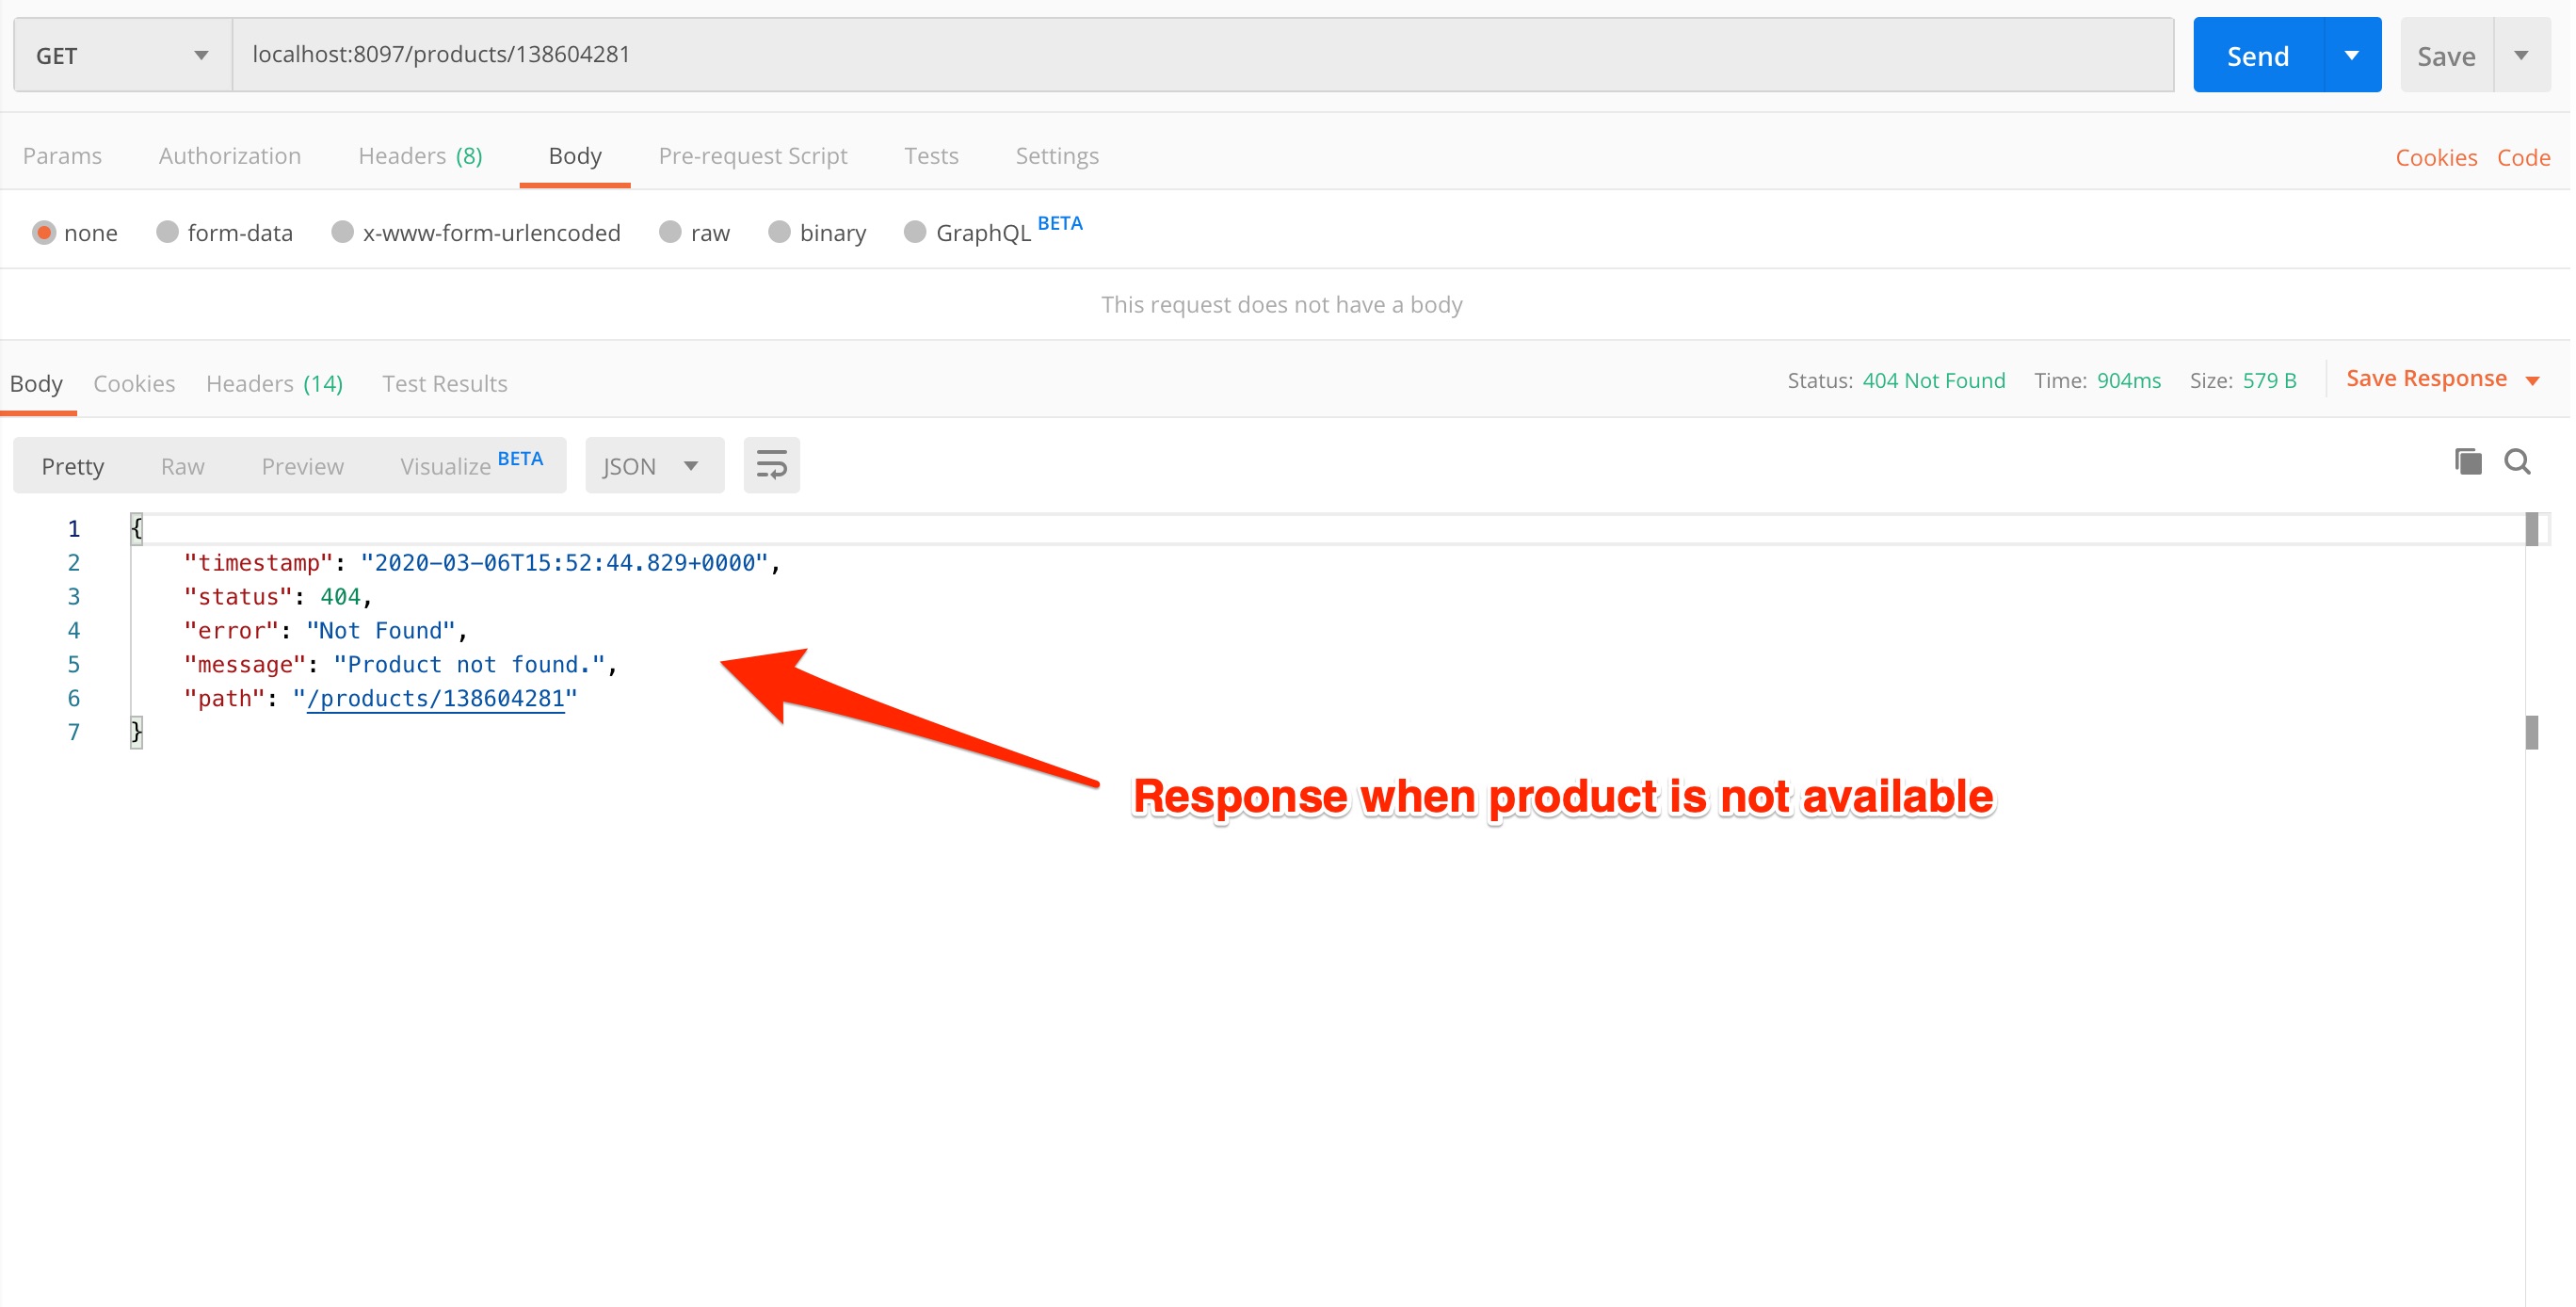 GET localhost:8097/products/138604281 Send Save
Params Authorization Headers (8) Body Pre-request Script Tests Settings Cookies Code
none form-data x-www-form-urlencoded raw binary GraphQL BETA
This request does not have a body
Body Cookies Headers (14) Test Results Status: 404 Not Found Time: 904ms Size: 579 B Save Response
Pretty Raw Preview Visualize BETA JSON
1 {
2 "timestamp": "2020-03-06T15:52:44.829+0000",
3 "status": 404,
4 "error": "Not Found",
5 "message": "Product not found.",
6 "path": "/products/138604281"
7 }
Response when product is not available